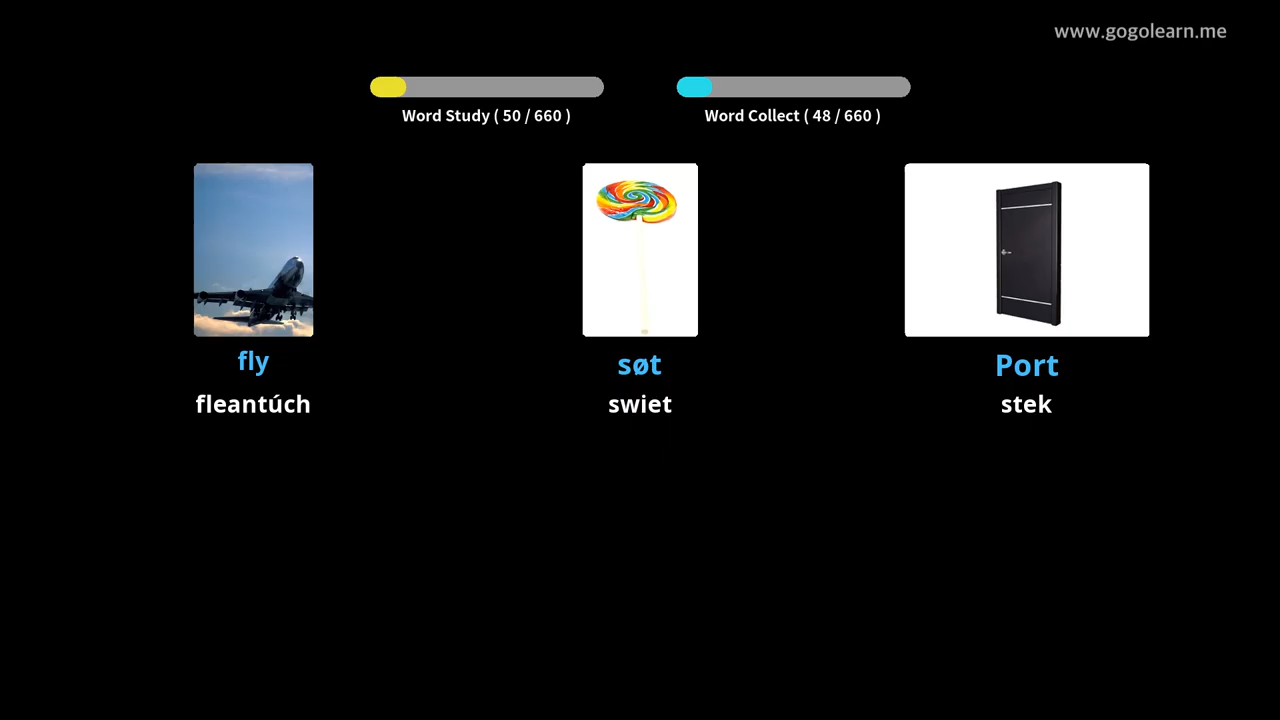 www.gogolearn.me
Word Study ( 50 / 660 )
Word Collect ( 48 / 660 )
fly
fleantúch
søt
swiet
Port
stek